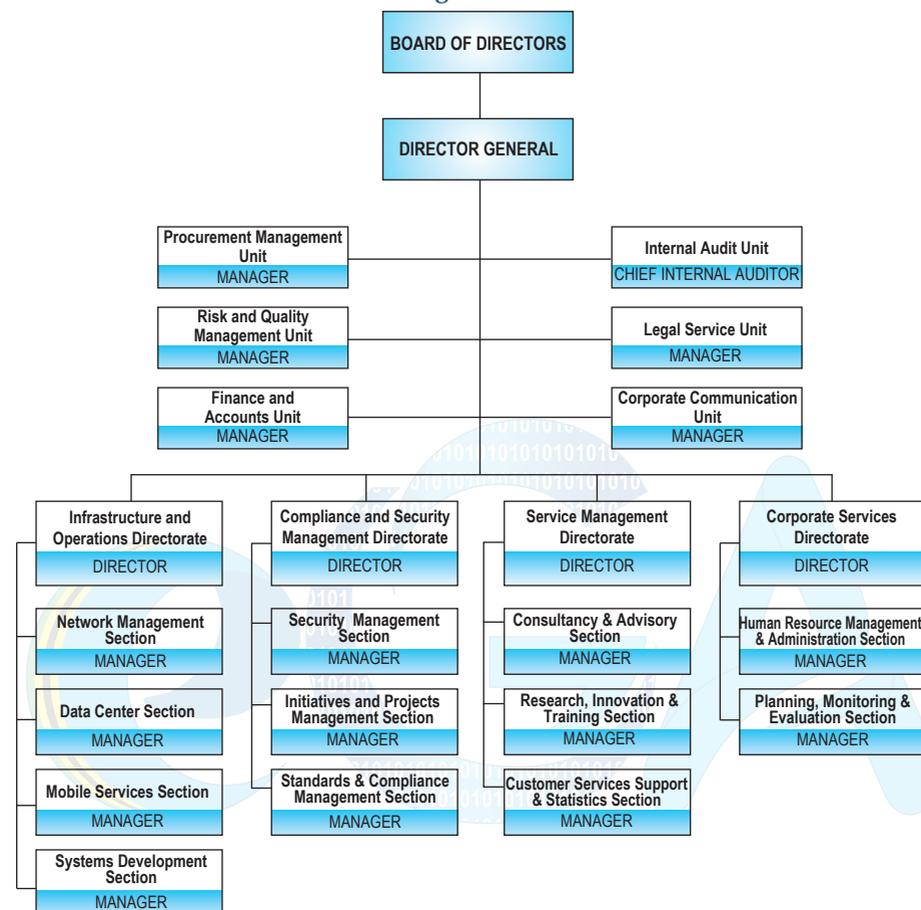 BOARD OF DIRECTORS
DIRECTOR GENERAL
Procurement Management
Unit
MANAGER
Internal Audit Unit
CHIEF INTERNAL AUDITOR
Risk and Quality
Management Unit
MANAGER
Legal Service Unit
MANAGER
Finance and
Accounts Unit
MANAGER
Corporate Communication
Unit
MANAGER
Infrastructure and
Operations Directorate
DIRECTOR
Compliance and Security
Management Directorate
DIRECTOR
Service Management
Directorate
DIRECTOR
Corporate Services
Directorate
DIRECTOR
Network Management
Section
MANAGER
Security Management
Section
MANAGER
Consultancy & Advisory
Section
MANAGER
Human Resource Management
& Administration Section
MANAGER
Data Center Section
MANAGER
Initiatives and Projects
Management Section
MANAGER
Research, Innovation &
Training Section
MANAGER
Planning, Monitoring &
Evaluation Section
MANAGER
Mobile Services Section
MANAGER
Standards & Compliance
Management Section
MANAGER
Customer Services Support
& Statistics Section
MANAGER
Systems Development
Section
MANAGER